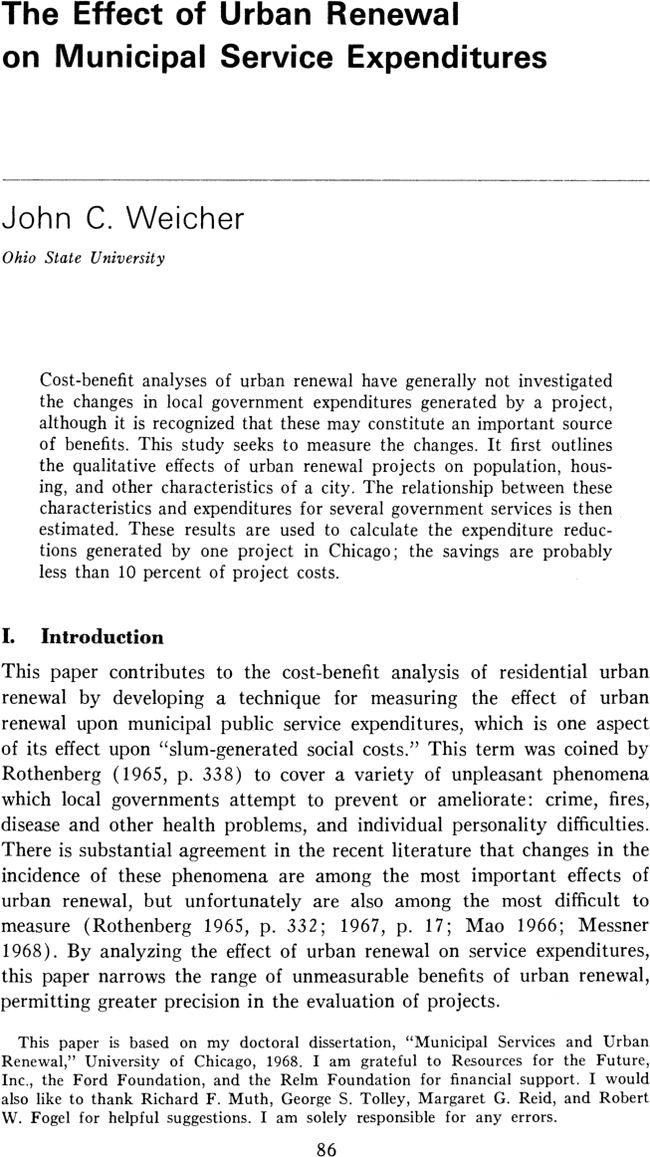 The Effect of Urban Renewal
on Municipal Service Expenditures
John C. Weicher
Ohio State University
Cost-benefit analyses of urban renewal have generally not investigated
the changes in local government expenditures generated by a project,
although it is recognized that these may constitute an important source
of benefits. This study seeks to measure the changes. It first outlines
the qualitative effects of urban renewal projects on population, hous-
ing, and other characteristics of a city. The relationship between these
characteristics and expenditures for several government services is then
estimated. These results are used to calculate the expenditure reduc-
tions generated by one project in Chicago; the savings are probably
less than 10 percent of project costs.
I. Introduction
This paper contributes to the cost-benefit analysis of residential urban
renewal by developing a technique for measuring the effect of urban
renewal upon municipal public service expenditures, which is one aspect
of its effect upon “slum-generated social costs.” This term was coined by
Rothenberg (1965, p. 338) to cover a variety of unpleasant phenomena
which local governments attempt to prevent or ameliorate: crime, fires,
disease and other health problems, and individual personality difficulties.
There is substantial agreement in the recent literature that changes in the
incidence of these phenomena are among the most important effects of
urban renewal, but unfortunately are also among the most difficult to
measure (Rothenberg 1965, p. 332; 1967, p. 17; Mao 1966; Messner
1968). By analyzing the effect of urban renewal on service expenditures,
this paper narrows the range of unmeasurable benefits of urban renewal,
permitting greater precision in the evaluation of projects.
This paper is based on my doctoral dissertation, “Municipal Services and Urban
Renewal,” University of Chicago, 1968. I am grateful to Resources for the Future,
Inc., the Ford Foundation, and the Relm Foundation for financial support. I would
also like to thank Richard F. Muth, George S. Tolley, Margaret G. Reid, and Robert
W. Fogel for helpful suggestions. I am solely responsible for any errors.
86